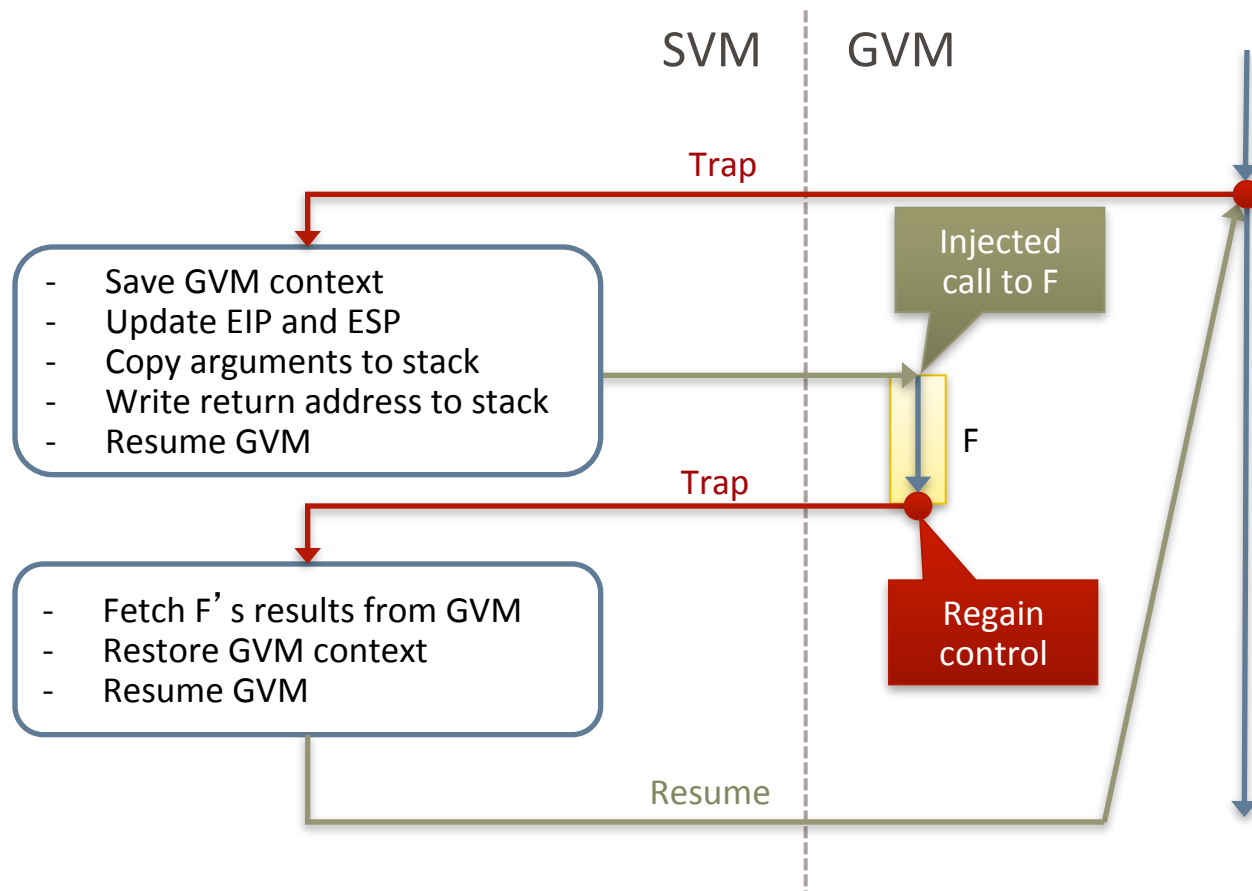 SVM
GVM
Trap
- Save GVM context
- Update EIP and ESP
- Copy arguments to stack
- Write return address to stack
- Resume GVM
Injected
call to F
F
Trap
- Fetch F’s results from GVM
- Restore GVM context
- Resume GVM
Regain
control
Resume